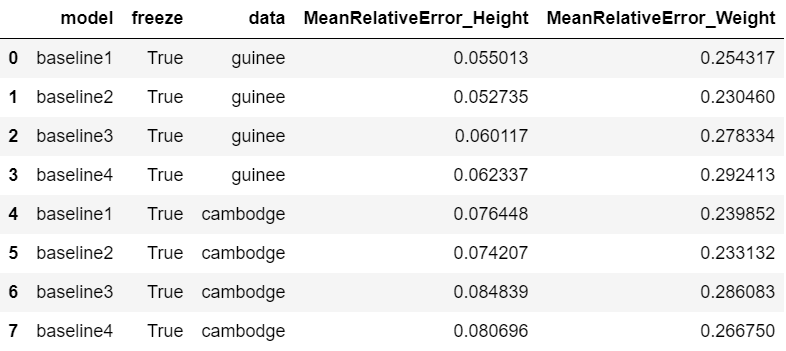 model freeze data MeanRelativeError_Height MeanRelativeError_Weight
0 baseline1 True guinee 0.055013 0.254317
1 baseline2 True guinee 0.052735 0.230460
2 baseline3 True guinee 0.060117 0.278334
3 baseline4 True guinee 0.062337 0.292413
4 baseline1 True cambodge 0.076448 0.239852
5 baseline2 True cambodge 0.074207 0.233132
6 baseline3 True cambodge 0.084839 0.286083
7 baseline4 True cambodge 0.080696 0.266750